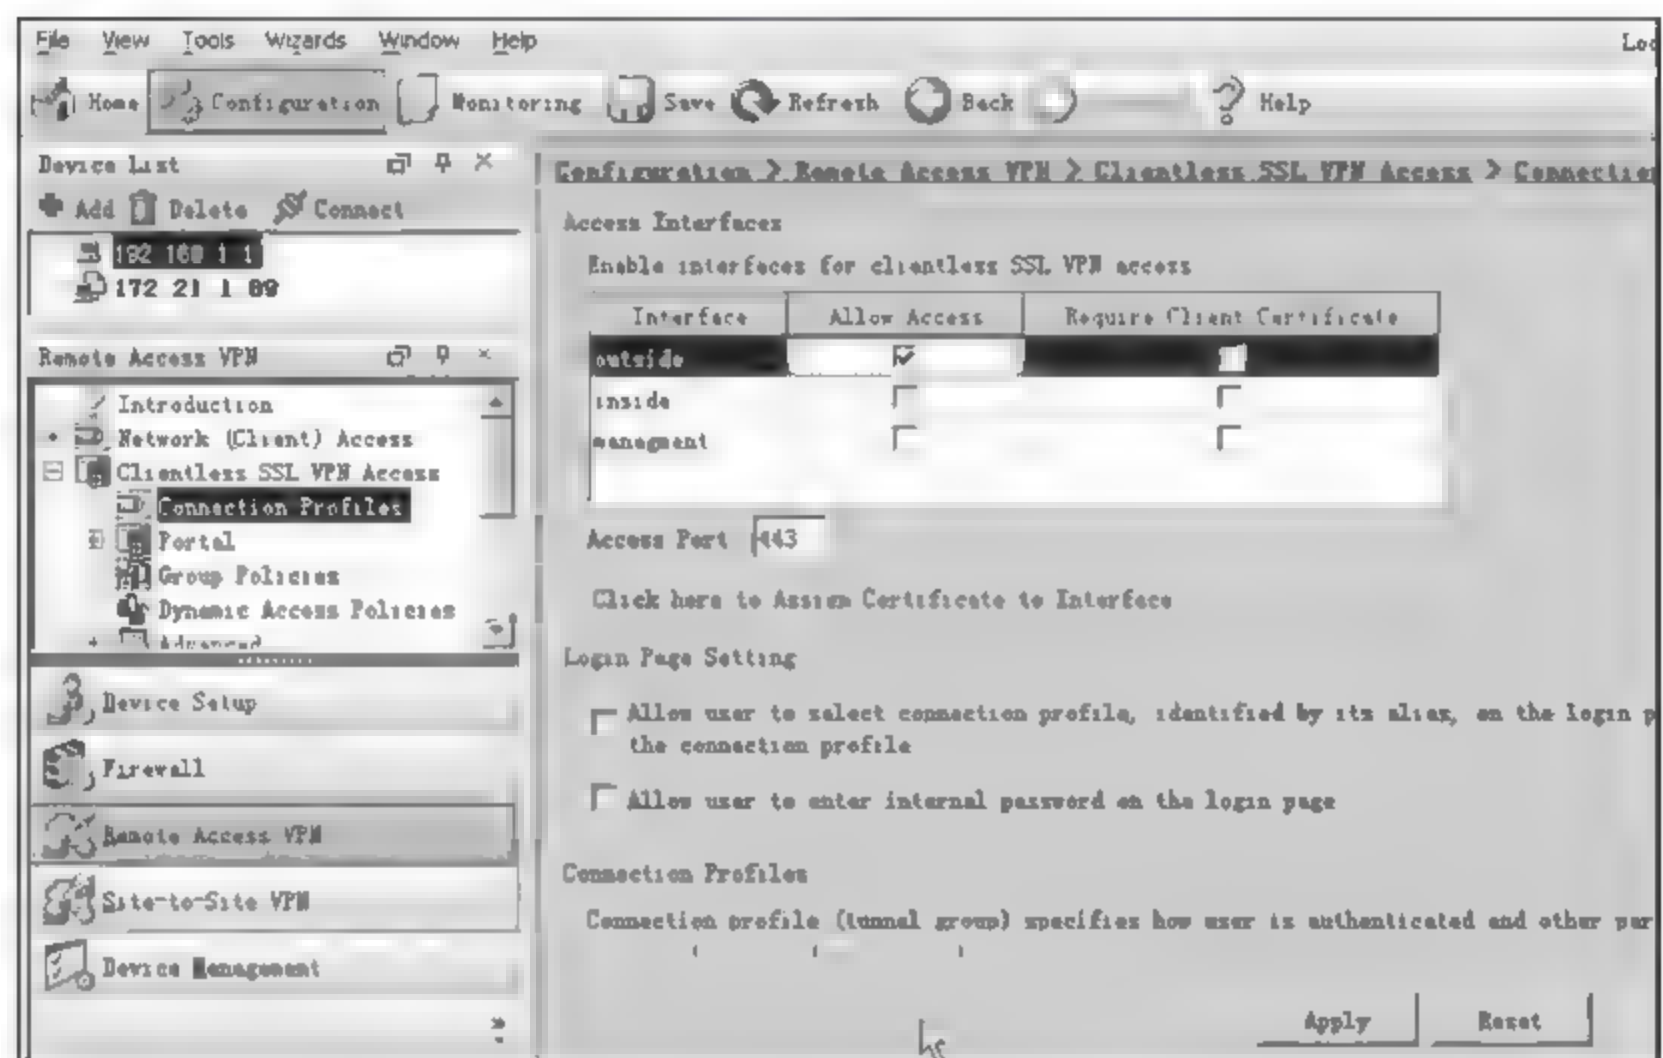 File View Tools Wizards Window Help
Home Configuration Monitoring Save Refresh Back Help
Device List
Add Delete Connect
192 168 1 1
172 21 1 89
Remote Access VPN
Introduction
Network (Client) Access
Clientless SSL VPN Access
Connection Profiles
Portal
Group Policies
Dynamic Access Policies
Advanced
Device Setup
Firewall
Remote Access VPN
Site-to-Site VPN
Device Management
Configuration > Remote Access VPN > Clientless SSL VPN Access > Connection
Access Interfaces
Enable interfaces for clientless SSL VPN access
Interface Allow Access Require Client Certificate
outside
inside
managment
Access Port 443
Click here to Assign Certificate to Interface
Login Page Setting
Allow user to select connection profile, identified by its alias, on the login p
the connection profile
Allow user to enter internal password on the login page
Connection Profiles
Connection profile (tunnel group) specifies how user is authenticated and other par
Apply Reset